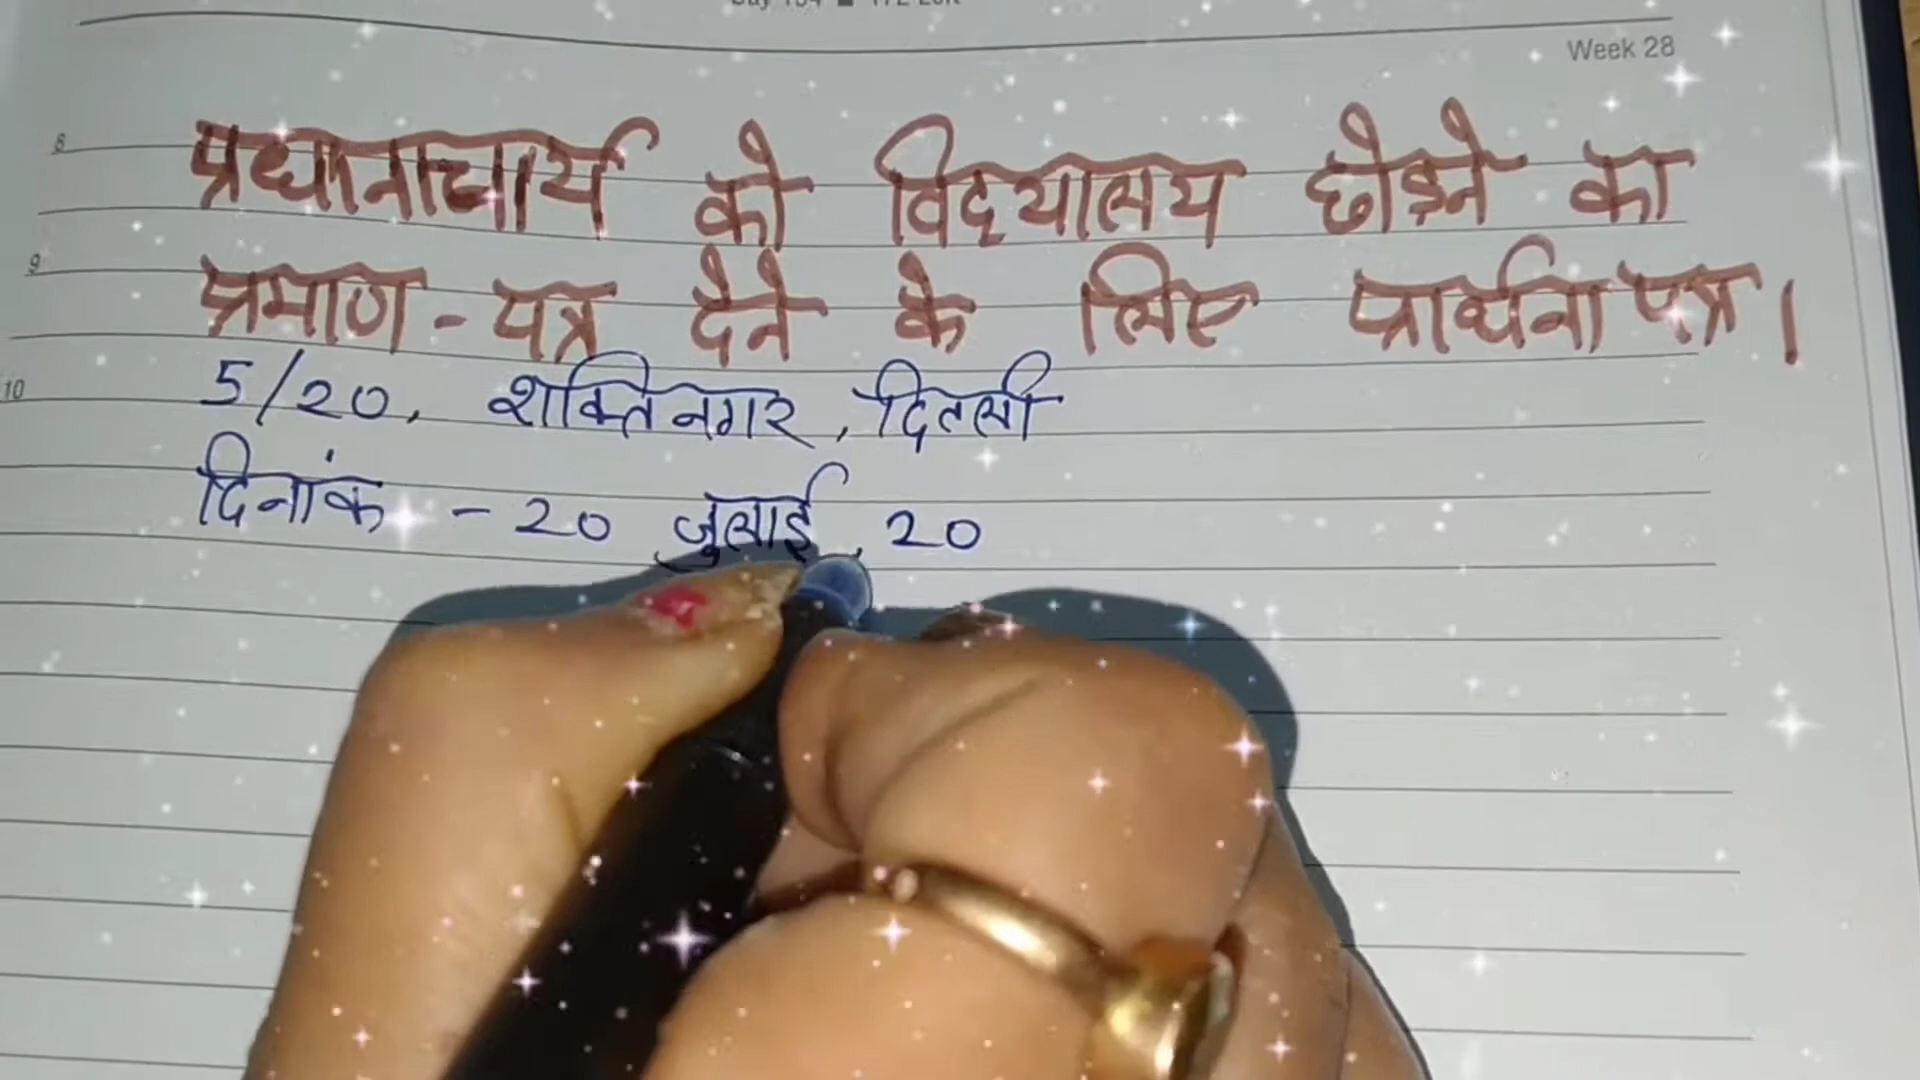 Week 28
8
प्रधानाचार्य को विद्यालय छोड़ने का
9
प्रमाण-पत्र देने के लिए प्रार्थना पत्र।
10
5/20, शक्ति नगर, दिल्ली
दिनांक - 20 जुलाई, 20